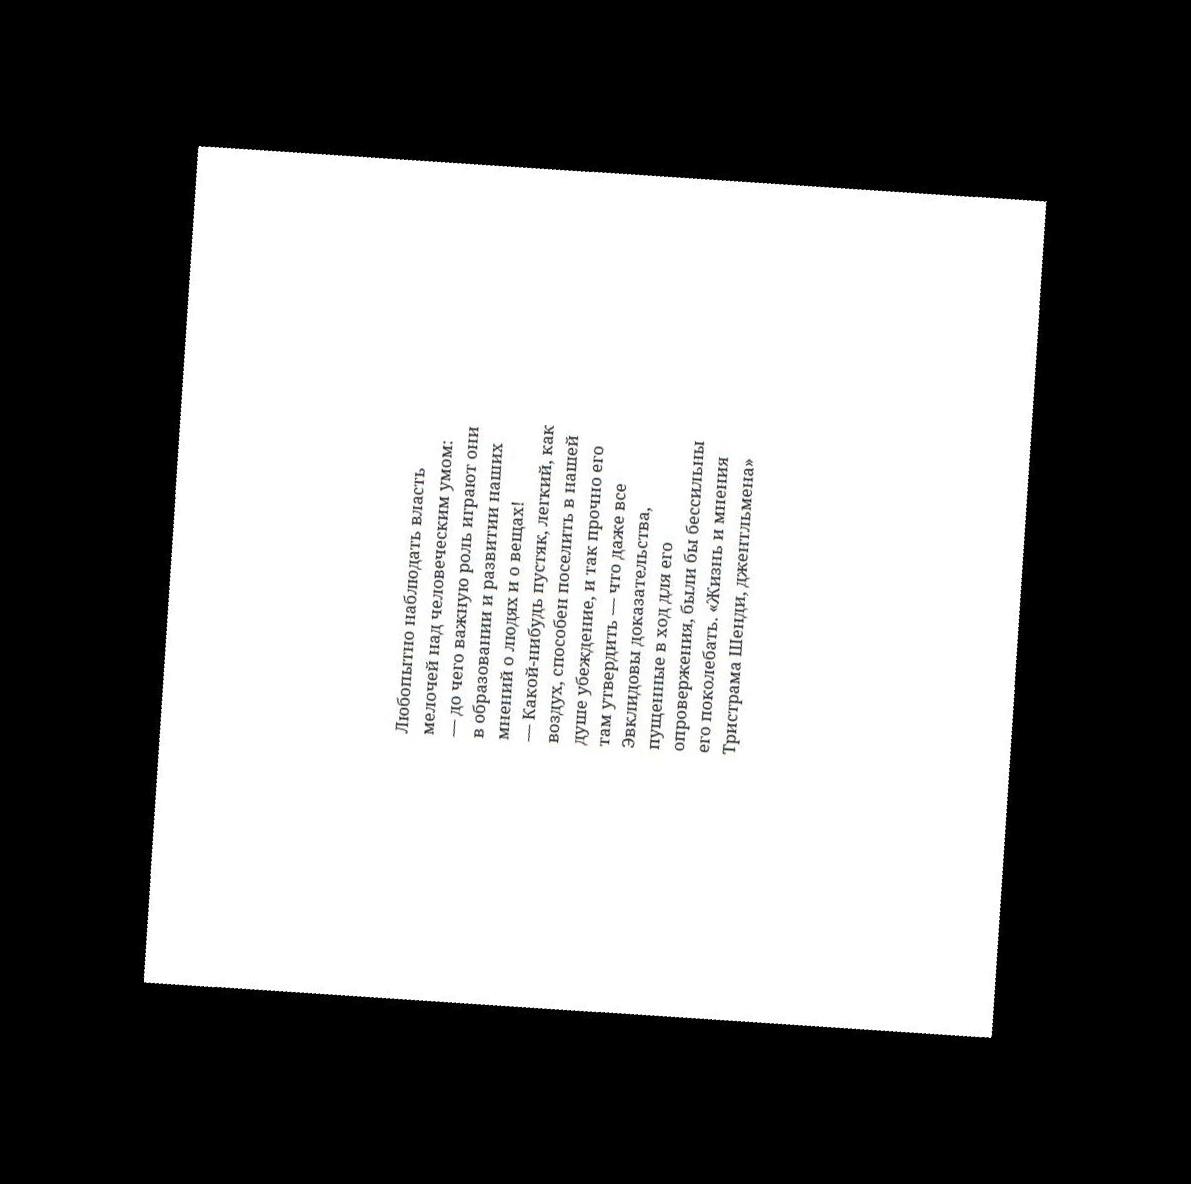 Любопытно наблюдать власть
мелочей над человеческим умом:
— до чего важную роль играют они
в образовании и развитии наших
мнений о людях и о вещах!
— Какой-нибудь пустяк, легкий, как
воздух, способен поселить в нашей
душе убеждение, и так прочно его
там утвердить — что даже все
Эвклидовы доказательства,
пущенные в ход для его
опровержения, были бы бессильны
его поколебать. «Жизнь и мнения
Тристрама Шенди, джентльмена»